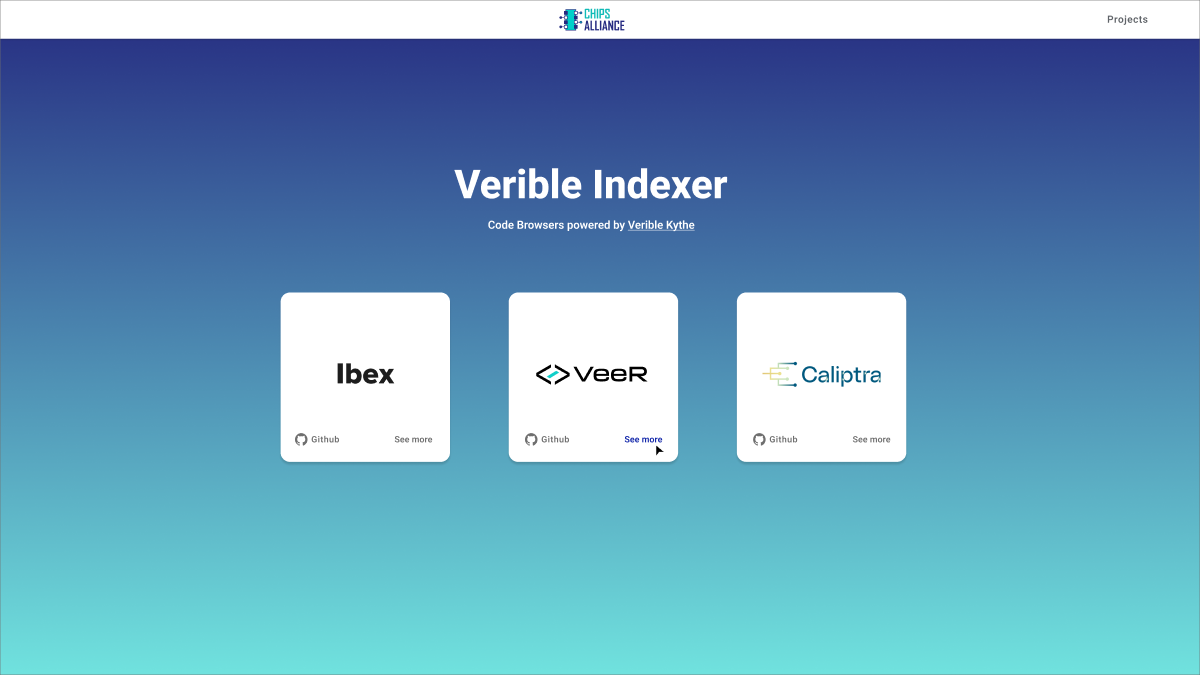 CHIPS
ALLIANCE
Projects
Verible Indexer
Code Browsers powered by Verible Kythe
Ibex
VeeR
Caliptra
Github
See more
Github
See more
Github
See more